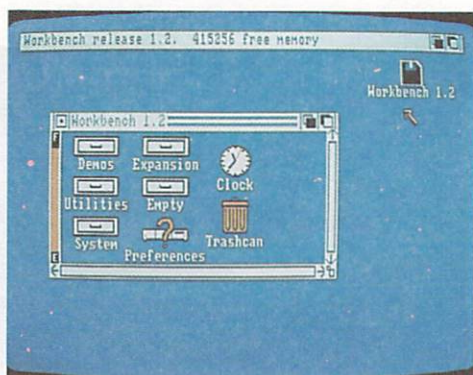 Workbench release 1.2.  415256 free memory
Workbench 1.2
Workbench 1.2
Demos Expansion Clock
Utilities Empty
System Preferences Trashcan
F
E